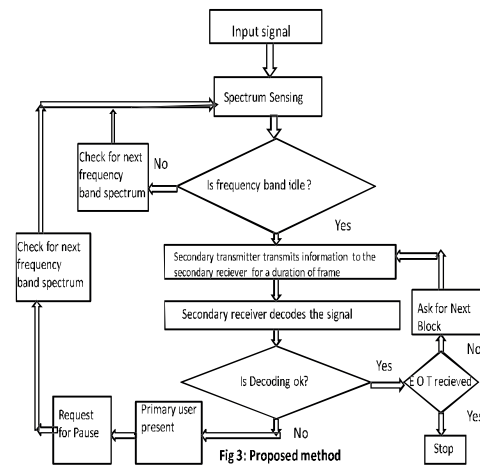 Input signal
Spectrum Sensing
Check for next
frequency
band spectrum
No
Is frequency band idle?
Yes
Check for next
frequency
band spectrum
Secondary transmitter transmits information to the
secondary reciever for a duration of frame
Secondary receiver decodes the signal
Ask for Next
Block
Is Decoding ok?
Yes
E O T recieved
No
Yes
Stop
No
Primary user
present
Request
for Pause
Fig 3: Proposed method